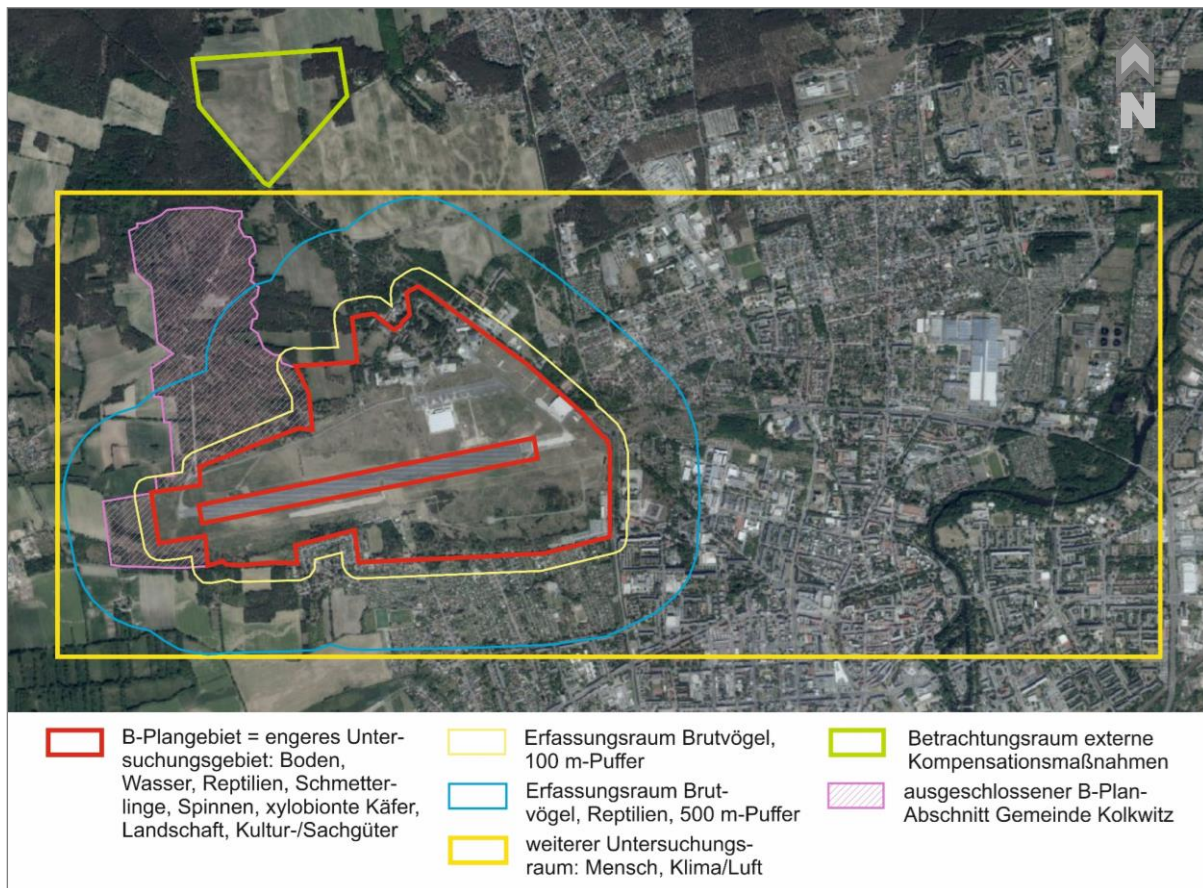 N
B-Plangebiet = engeres Unter-
suchungsgebiet: Boden,
Wasser, Reptilien, Schmetter-
linge, Spinnen, xylobionte Käfer,
Landschaft, Kultur-/Sachgüter
Erfassungsraum Brutvögel,
100 m-Puffer
Erfassungsraum Brut-
vögel, Reptilien, 500 m-Puffer
weiterer Untersuchungs-
raum: Mensch, Klima/Luft
Betrachtungsraum externe
Kompensationsmaßnahmen
ausgeschlossener B-Plan-
Abschnitt Gemeinde Kolkwitz